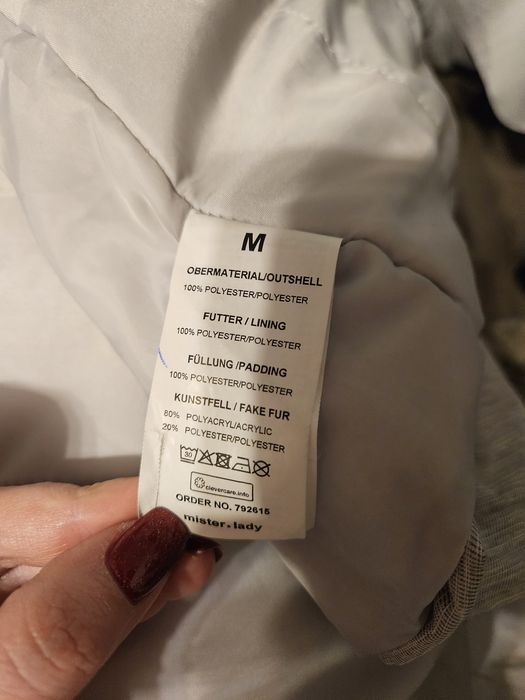 M
OBERMATERIAL/OUTSHELL
100% POLYESTER/POLYESTER
FUTTER / LINING
100% POLYESTER/POLYESTER
FÜLLUNG /PADDING
100% POLYESTER/POLYESTER
KUNSTFELL / FAKE FUR
80% POLYACRYL/ACRYLIC
20% POLYESTER/POLYESTER
30
clevercare.info
ORDER NO. 792615
mister.lady